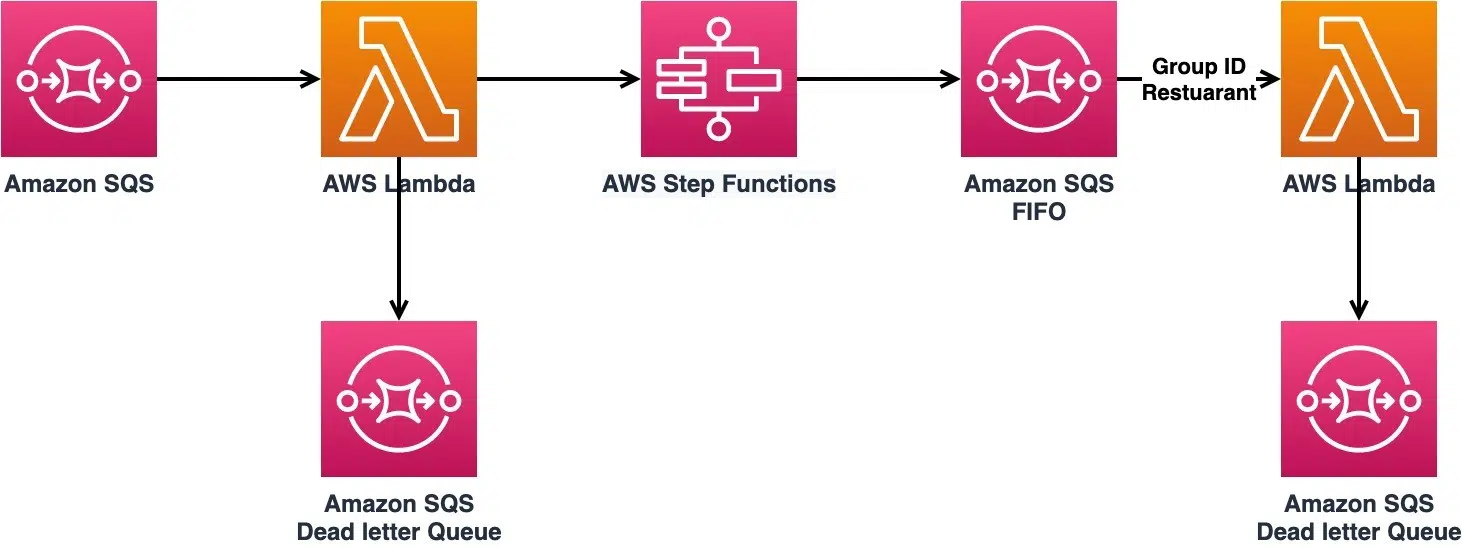 Group ID
Restuarant
Amazon SQS
AWS Lambda
AWS Step Functions
Amazon SQS
FIFO
AWS Lambda
Amazon SQS
Dead letter Queue
Amazon SQS
Dead letter Queue